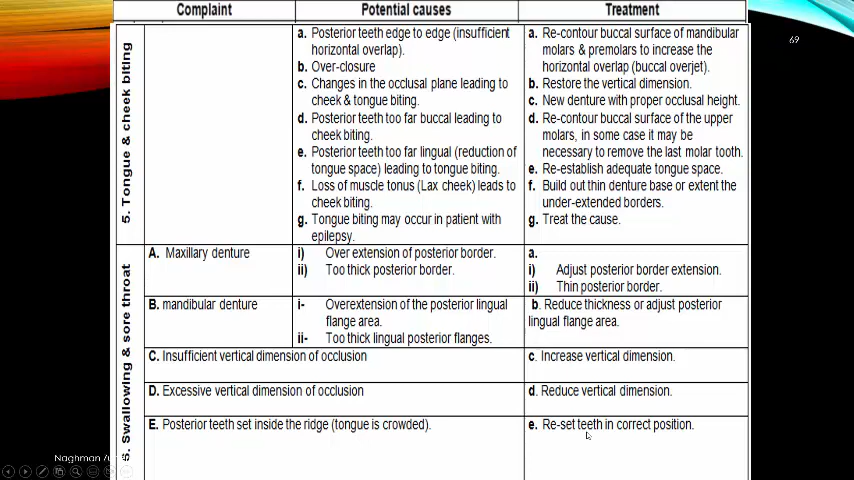 Complaint Potential causes Treatment
69
5. Tongue & cheek biting
a. Posterior teeth edge to edge (insufficient
horizontal overlap).
b. Over-closure
c. Changes in the occlusal plane leading to
cheek & tongue biting.
d. Posterior teeth too far buccal leading to
cheek biting.
e. Posterior teeth too far lingual (reduction of
tongue space) leading to tongue biting.
f. Loss of muscle tonus (Lax cheek) leads to
cheek biting.
g. Tongue biting may occur in patient with
epilepsy.
a. Re-contour buccal surface of mandibular
molars & premolars to increase the
horizontal overlap (buccal overjet).
b. Restore the vertical dimension.
c. New denture with proper occlusal height.
d. Re-contour buccal surface of the upper
molars, in some case it may be
necessary to remove the last molar tooth.
e. Re-establish adequate tongue space.
f. Build out thin denture base or extent the
under-extended borders.
g. Treat the cause.
5. Swallowing & sore throat
A. Maxillary denture
i) Over extension of posterior border.
ii) Too thick posterior border.
a.
i) Adjust posterior border extension.
ii) Thin posterior border.
B. mandibular denture
i- Overextension of the posterior lingual
flange area.
ii- Too thick lingual posterior flanges.
b. Reduce thickness or adjust posterior
lingual flange area.
C. Insufficient vertical dimension of occlusion
c. Increase vertical dimension.
D. Excessive vertical dimension of occlusion
d. Reduce vertical dimension.
E. Posterior teeth set inside the ridge (tongue is crowded).
e. Re-set teeth in correct position.
Naghman